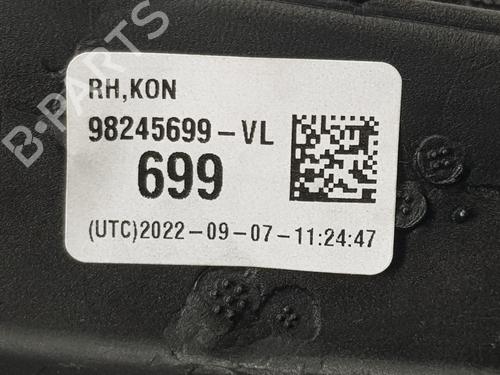 B-PARTS
RH,KON
98245699-VL
699
(UTC)2022-09-07-11:24:47